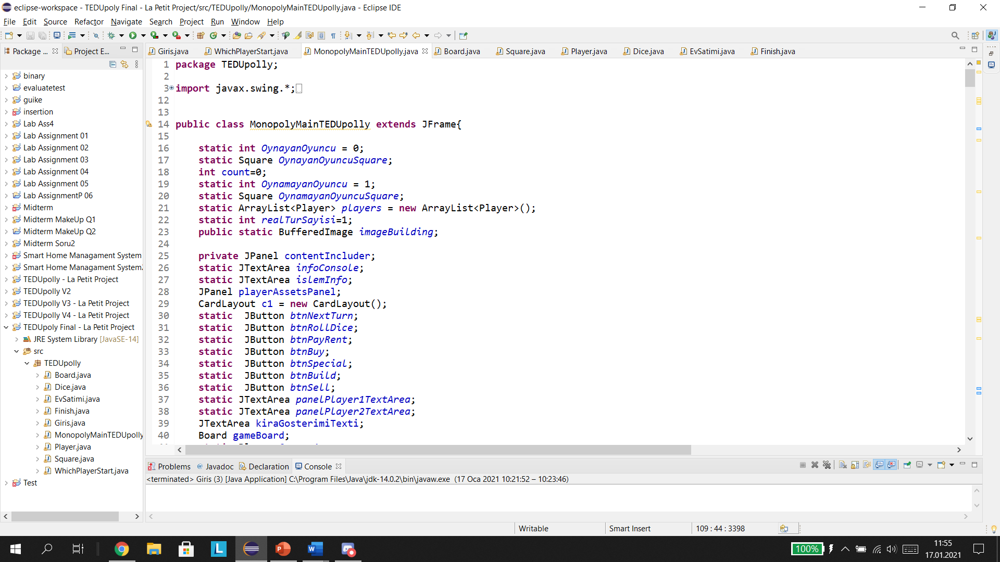 eclipse-workspace - TEDUpoly Final - La Petit Project/src/TEDUpolly/MonopolyMainTEDUpolly.java - Eclipse IDE
File Edit Source Refactor Navigate Search Project Run Window Help
Package ... Project E...
Giris.java WhichPlayerStart.java MonopolyMainTEDUpolly.java Board.java Square.java Player.java Dice.java EvSatimi.java Finish.java
binary
evaluatetest
guike
insertion
Lab Ass4
Lab Assignment 01
Lab Assignment 02
Lab Assignment 03
Lab Assignment 04
Lab Assignment 05
Lab AssignmentP 06
Midterm
Midterm MakeUp Q1
Midterm MakeUp Q2
Midterm Soru2
Smart Home Managament System
Smart Home Managament System
TEDUpolly - La Petit Project
TEDUpolly V2
TEDUpolly V3 - La Petit Project
TEDUpolly V4 - La Petit Project
TEDUpoly Final - La Petit Project
JRE System Library [JavaSE-14]
src
TEDUpolly
Board.java
Dice.java
EvSatimi.java
Finish.java
Giris.java
MonopolyMainTEDUpolly
Player.java
Square.java
WhichPlayerStart.java
Test
1 package TEDUpolly;
2
3 import javax.swing.*;
12
13
14 public class MonopolyMainTEDUpolly extends JFrame{
15
16 static int OynayanOyuncu = 0;
17 static Square OynayanOyuncuSquare;
18 int count=0;
19 static int OynamayanOyuncu = 1;
20 static Square OynamayanOyuncuSquare;
21 static ArrayList<Player> players = new ArrayList<Player>();
22 static int realTurSayisi=1;
23 public static BufferedImage imageBuilding;
24
25 private JPanel contentIncluder;
26 static JTextArea infoConsole;
27 static JTextArea islemInfo;
28 JPanel playerAssetsPanel;
29 CardLayout c1 = new CardLayout();
30 static  JButton btnNextTurn;
31 static  JButton btnRollDice;
32 static  JButton btnPayRent;
33 static  JButton btnBuy;
34 static  JButton btnSpecial;
35 static  JButton btnBuild;
36 static  JButton btnSell;
37 static JTextArea panelPlayer1TextArea;
38 static JTextArea panelPlayer2TextArea;
39 JTextArea kiraGosterimiTexti;
40 Board gameBoard;
Problems @ Javadoc Declaration Console
<terminated> Giris (3) [Java Application] C:\Program Files\Java\jdk-14.0.2\bin\javaw.exe (17 Oca 2021 10:21:52 – 10:23:46)
Writable Smart Insert 109 : 44 : 3398
100% 11:55
17.01.2021